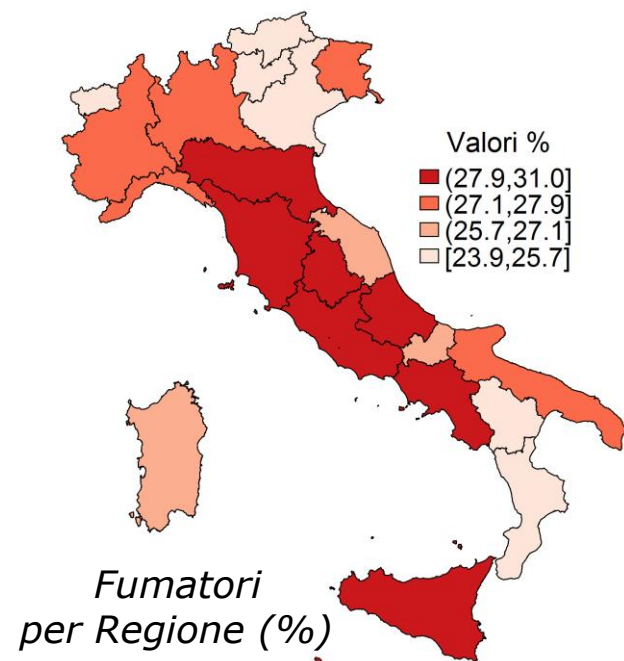 Valori %
(27.9,31.0]
(27.1,27.9]
(25.7,27.1]
[23.9,25.7]
Fumatori
per Regione (%)